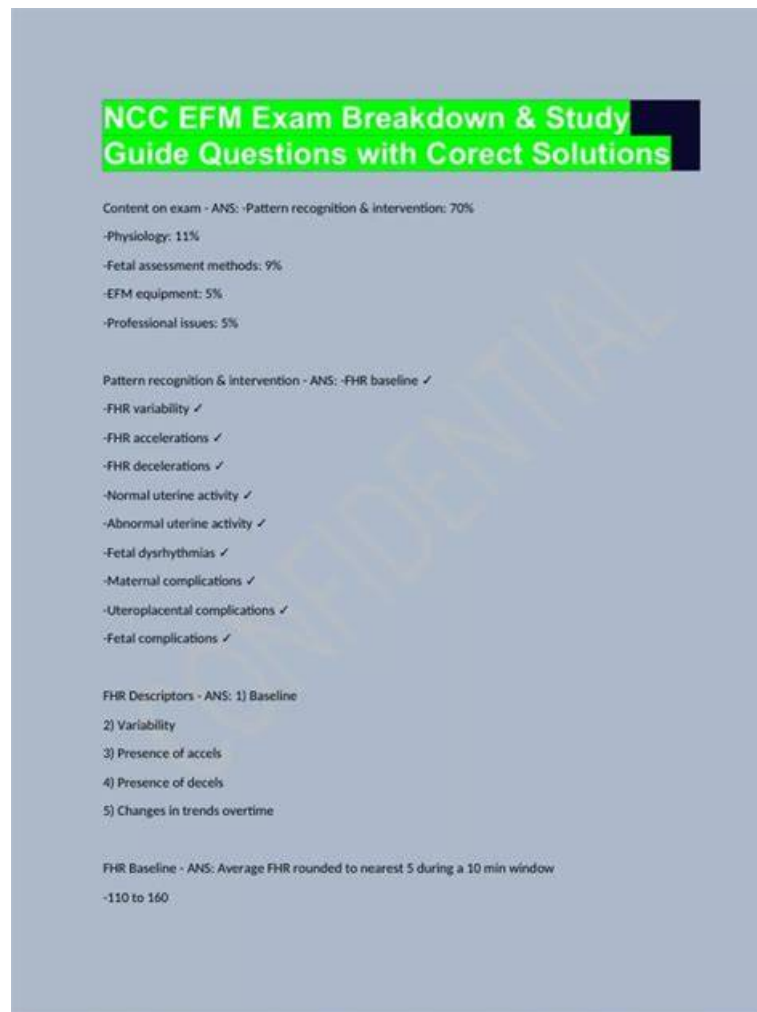 NCC EFM Exam Breakdown & Study
Guide Questions with Corect Solutions
Content on exam - ANS: -Pattern recognition & intervention: 70%
-Physiology: 11%
-Fetal assessment methods: 9%
-EFM equipment: 5%
-Professional issues: 5%
Pattern recognition & intervention - ANS: -FHR baseline ✓
-FHR variability ✓
-FHR accelerations ✓
-FHR decelerations ✓
-Normal uterine activity ✓
-Abnormal uterine activity ✓
-Fetal dysrhythmias ✓
-Maternal complications ✓
-Uteroplacental complications ✓
-Fetal complications ✓
FHR Descriptors - ANS: 1) Baseline
2) Variability
3) Presence of accels
4) Presence of decels
5) Changes in trends overtime
FHR Baseline - ANS: Average FHR rounded to nearest 5 during a 10 min window
-110 to 160
CONFIDENTIAL